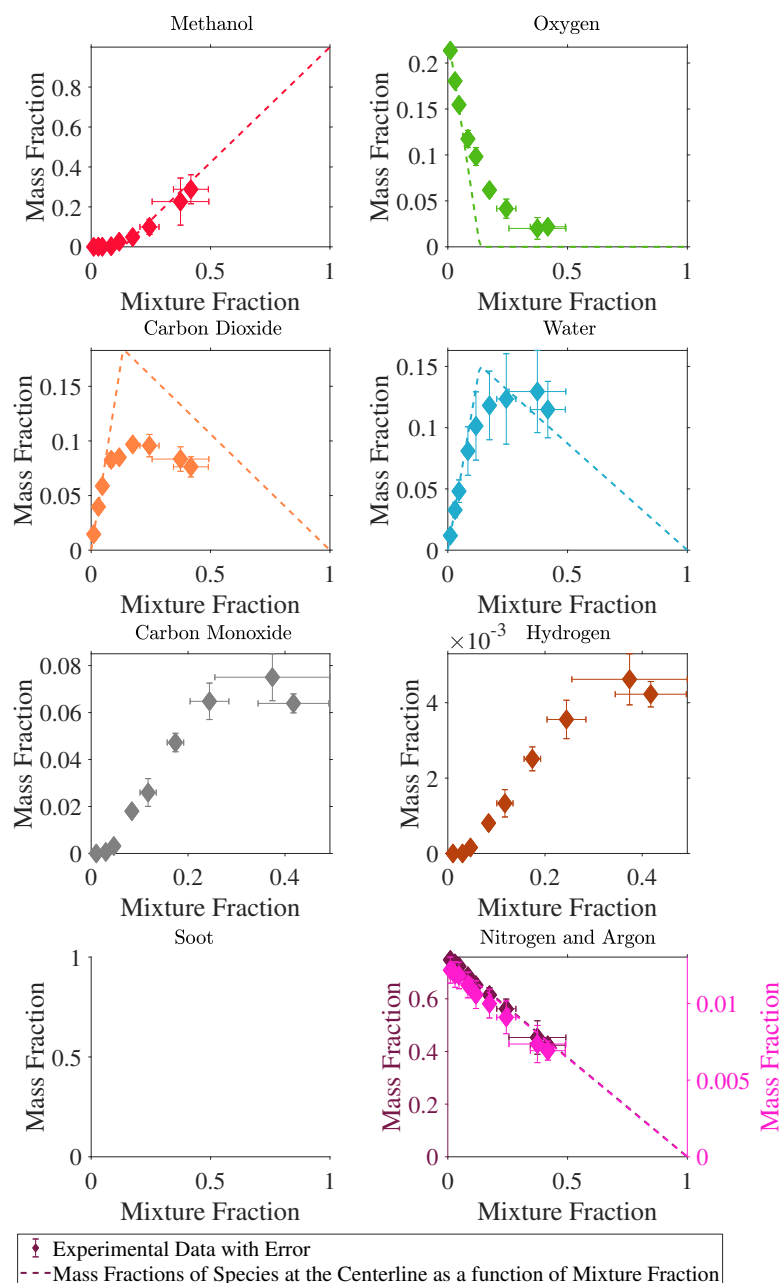 Methanol
Oxygen
Mass Fraction
0.8
0.6
0.4
0.2
0
0
0.5
1
Mixture Fraction
Mass Fraction
0.2
0.15
0.1
0.05
0
0
0.5
1
Mixture Fraction
Carbon Dioxide
Water
Mass Fraction
0.15
0.1
0.05
0
0
0.5
1
Mixture Fraction
Mass Fraction
0.15
0.1
0.05
0
0
0.5
1
Mixture Fraction
Carbon Monoxide
×10⁻³
Hydrogen
Mass Fraction
0.08
0.06
0.04
0.02
0
0
0.2
0.4
Mixture Fraction
Mass Fraction
4
2
0
0
0.2
0.4
Mixture Fraction
Soot
Nitrogen and Argon
Mass Fraction
1
0.5
0
0
0.5
1
Mixture Fraction
Mass Fraction
0.6
0.4
0.2
0
0
0.5
1
Mixture Fraction
0.01
0.005
0
Mass Fraction
Experimental Data with Error
Mass Fractions of Species at the Centerline as a function of Mixture Fraction